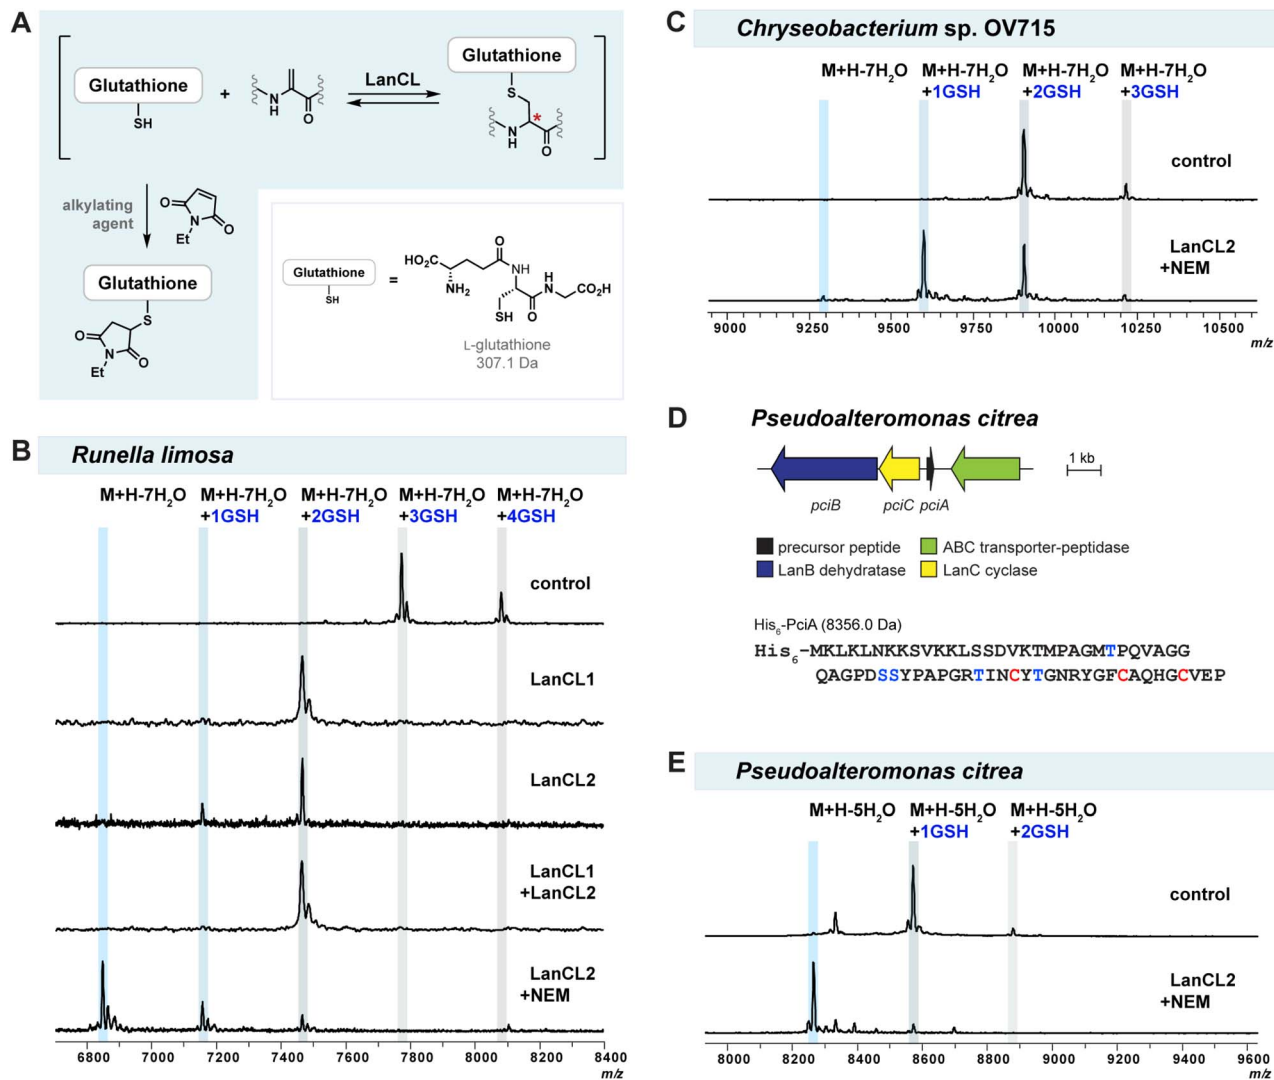 A
Glutathione
SH
+
N
H
O
LanCL
Glutathione
S
*
N
H
O
alkylating
agent
O
N
O
Et
Glutathione
S
O
N
O
Et
Glutathione
SH
=
HO2C
NH2
O
NH
H
N
O
CO2H
SH
L-glutathione
307.1 Da
B
Runella limosa
M+H-7H2O
M+H-7H2O
+1GSH
M+H-7H2O
+2GSH
M+H-7H2O
+3GSH
M+H-7H2O
+4GSH
control
LanCL1
LanCL2
LanCL1
+LanCL2
LanCL2
+NEM
6800 7000 7200 7400 7600 7800 8000 8200 8400
m/z
C
Chryseobacterium sp. OV715
M+H-7H2O
M+H-7H2O
+1GSH
M+H-7H2O
+2GSH
M+H-7H2O
+3GSH
control
LanCL2
+NEM
9000 9250 9500 9750 10000 10250 10500
m/z
D
Pseudoalteromonas citrea
1 kb
pciB pciC pciA
precursor peptide
ABC transporter-peptidase
LanB dehydratase
LanC cyclase
His6-PciA (8356.0 Da)
His6-MKLKLNKKSVKKLSSDVKTMPAGMTPQVAGG
QAGPDSSYPAPGRTINCYTGNRYGFCAQHGCVEP
E
Pseudoalteromonas citrea
M+H-5H2O
M+H-5H2O
+1GSH
M+H-5H2O
+2GSH
control
LanCL2
+NEM
8000 8200 8400 8600 8800 9000 9200 9400 9600
m/z